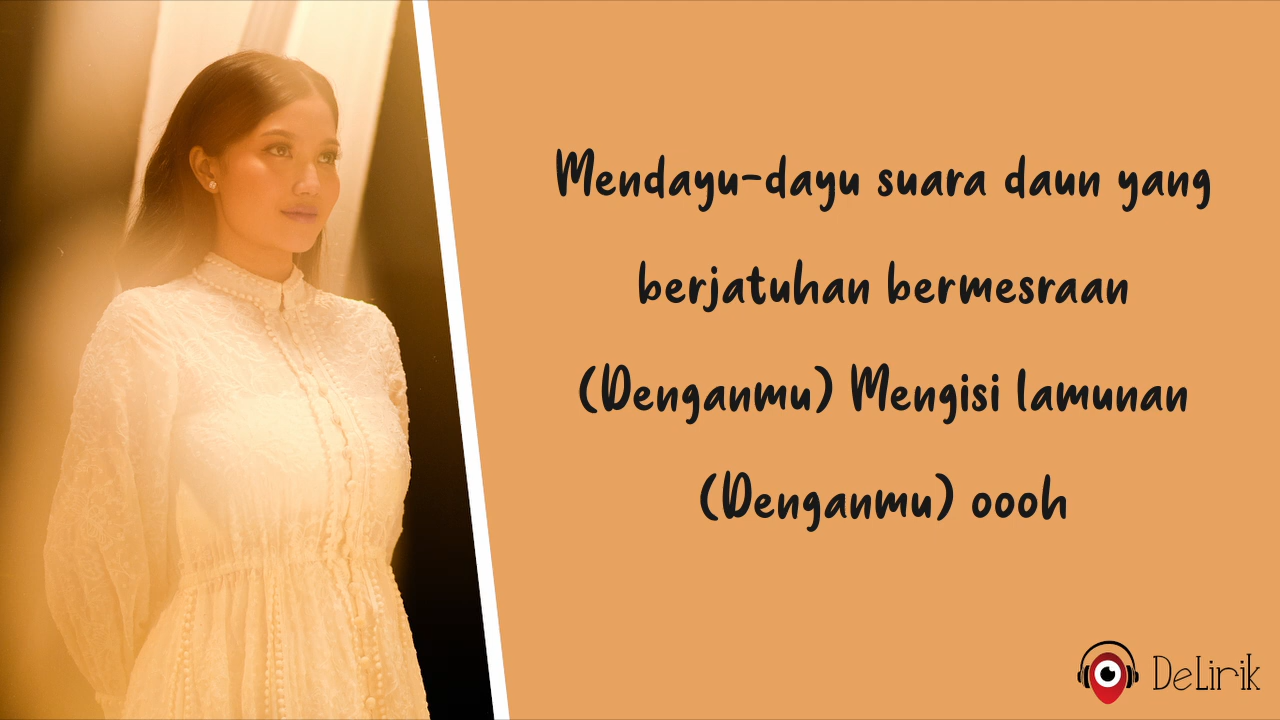 Mendayu-dayu suara daun yang
berjatuhan bermesraan
(Denganmu) Mengisi lamunan
(Denganmu) oooh
DeLirik